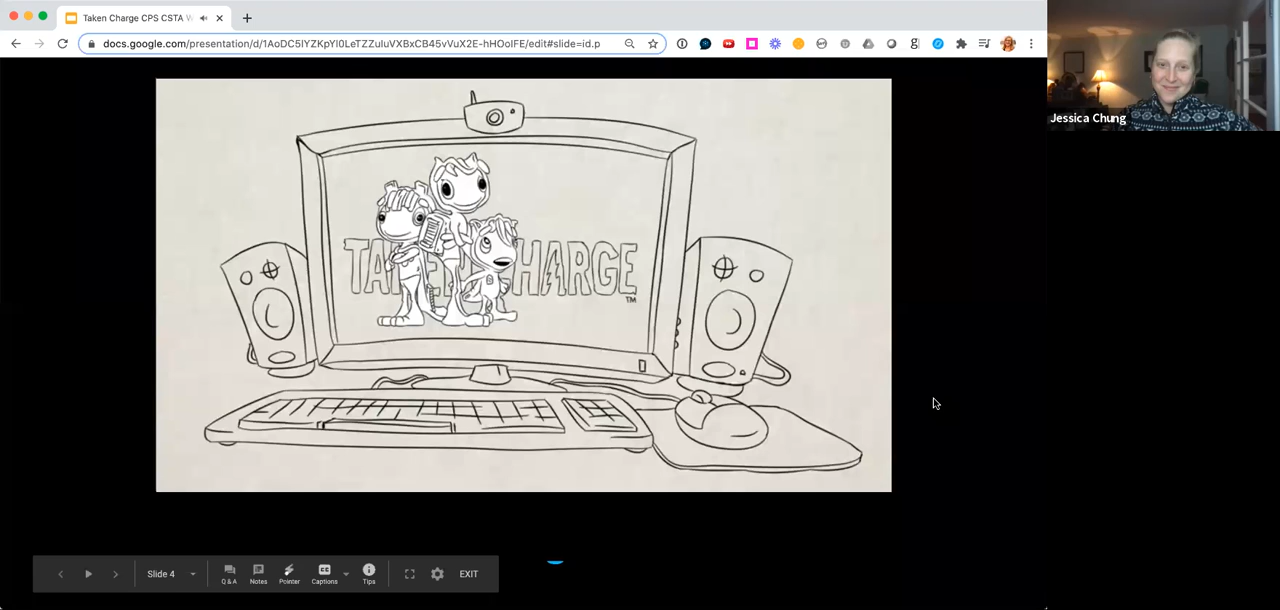 Taken Charge CPS CSTA W
docs.google.com/presentation/d/1AoDC5IYZKpYl0LeTZZuIuVXBxCB45vVuX2E-hHOoIFE/edit#slide=id.p
Jessica Chung
TAKEN CHARGE
TM
Slide 4
Q & A
Notes
Pointer
Captions
Tips
EXIT